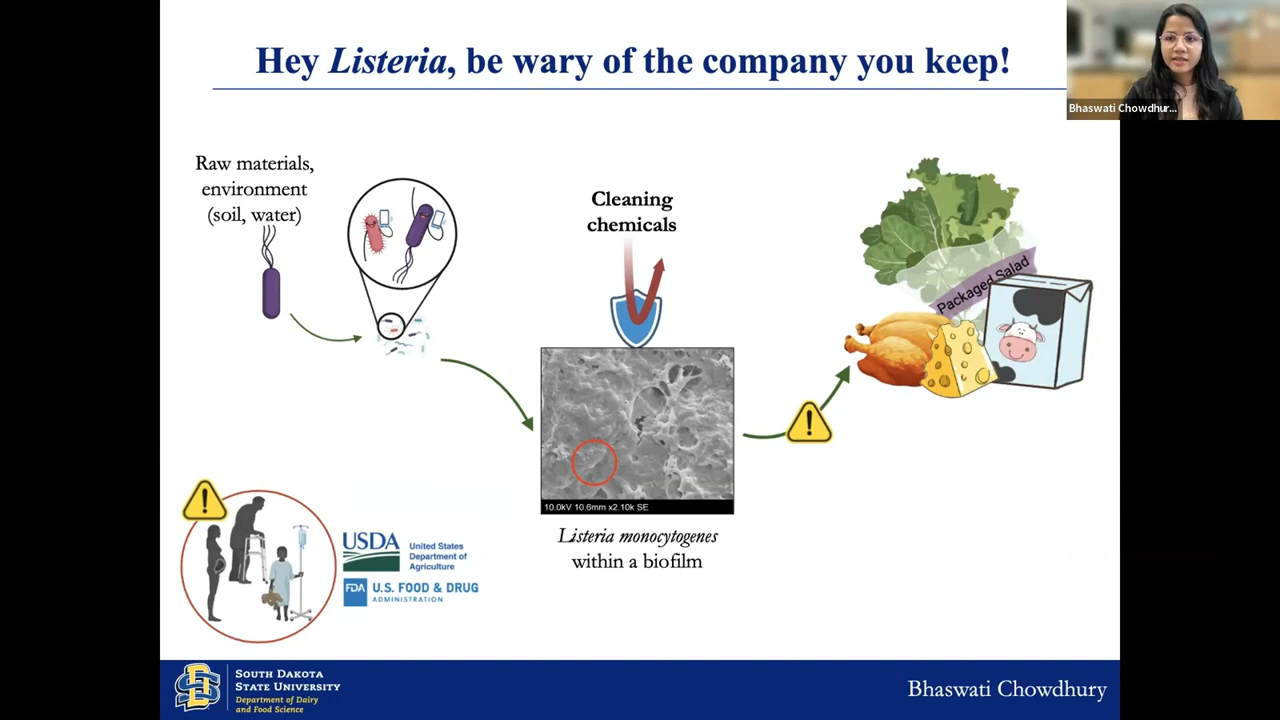 Hey Listeria, be wary of the company you keep!
Bhaswati Chowdhur...
Raw materials,
environment
(soil, water)
Cleaning
chemicals
Packaged Salad
10.0kV 10.6mm x2.10k SE
Listeria monocytogenes
within a biofilm
USDA
United States
Department of
Agriculture
FDA
U.S. FOOD & DRUG
ADMINISTRATION
SD
SOUTH DAKOTA
STATE UNIVERSITY
Department of Dairy
and Food Science
Bhaswati Chowdhury